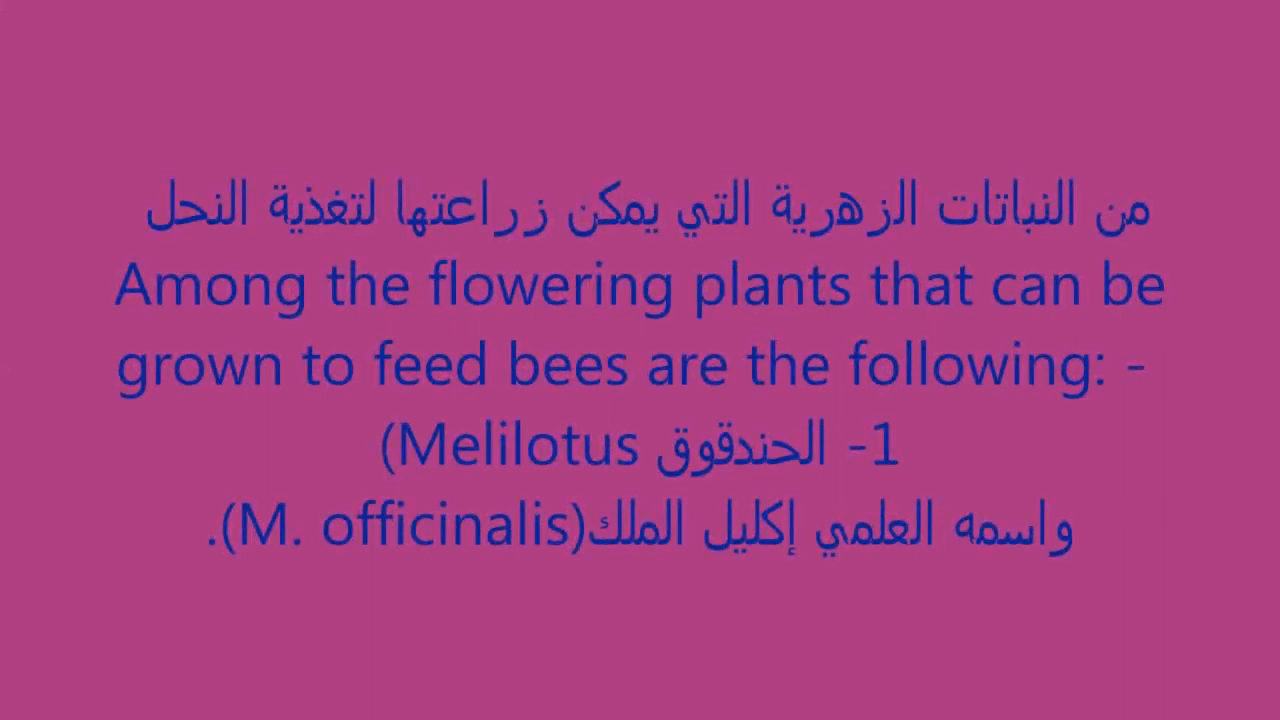 من النباتات الزهرية التي يمكن زراعتها لتغذية النحل
Among the flowering plants that can be
grown to feed bees are the following: -
1- الحندقوق Melilotus)
واسمه العلمي إكليل الملك(M. officinalis).